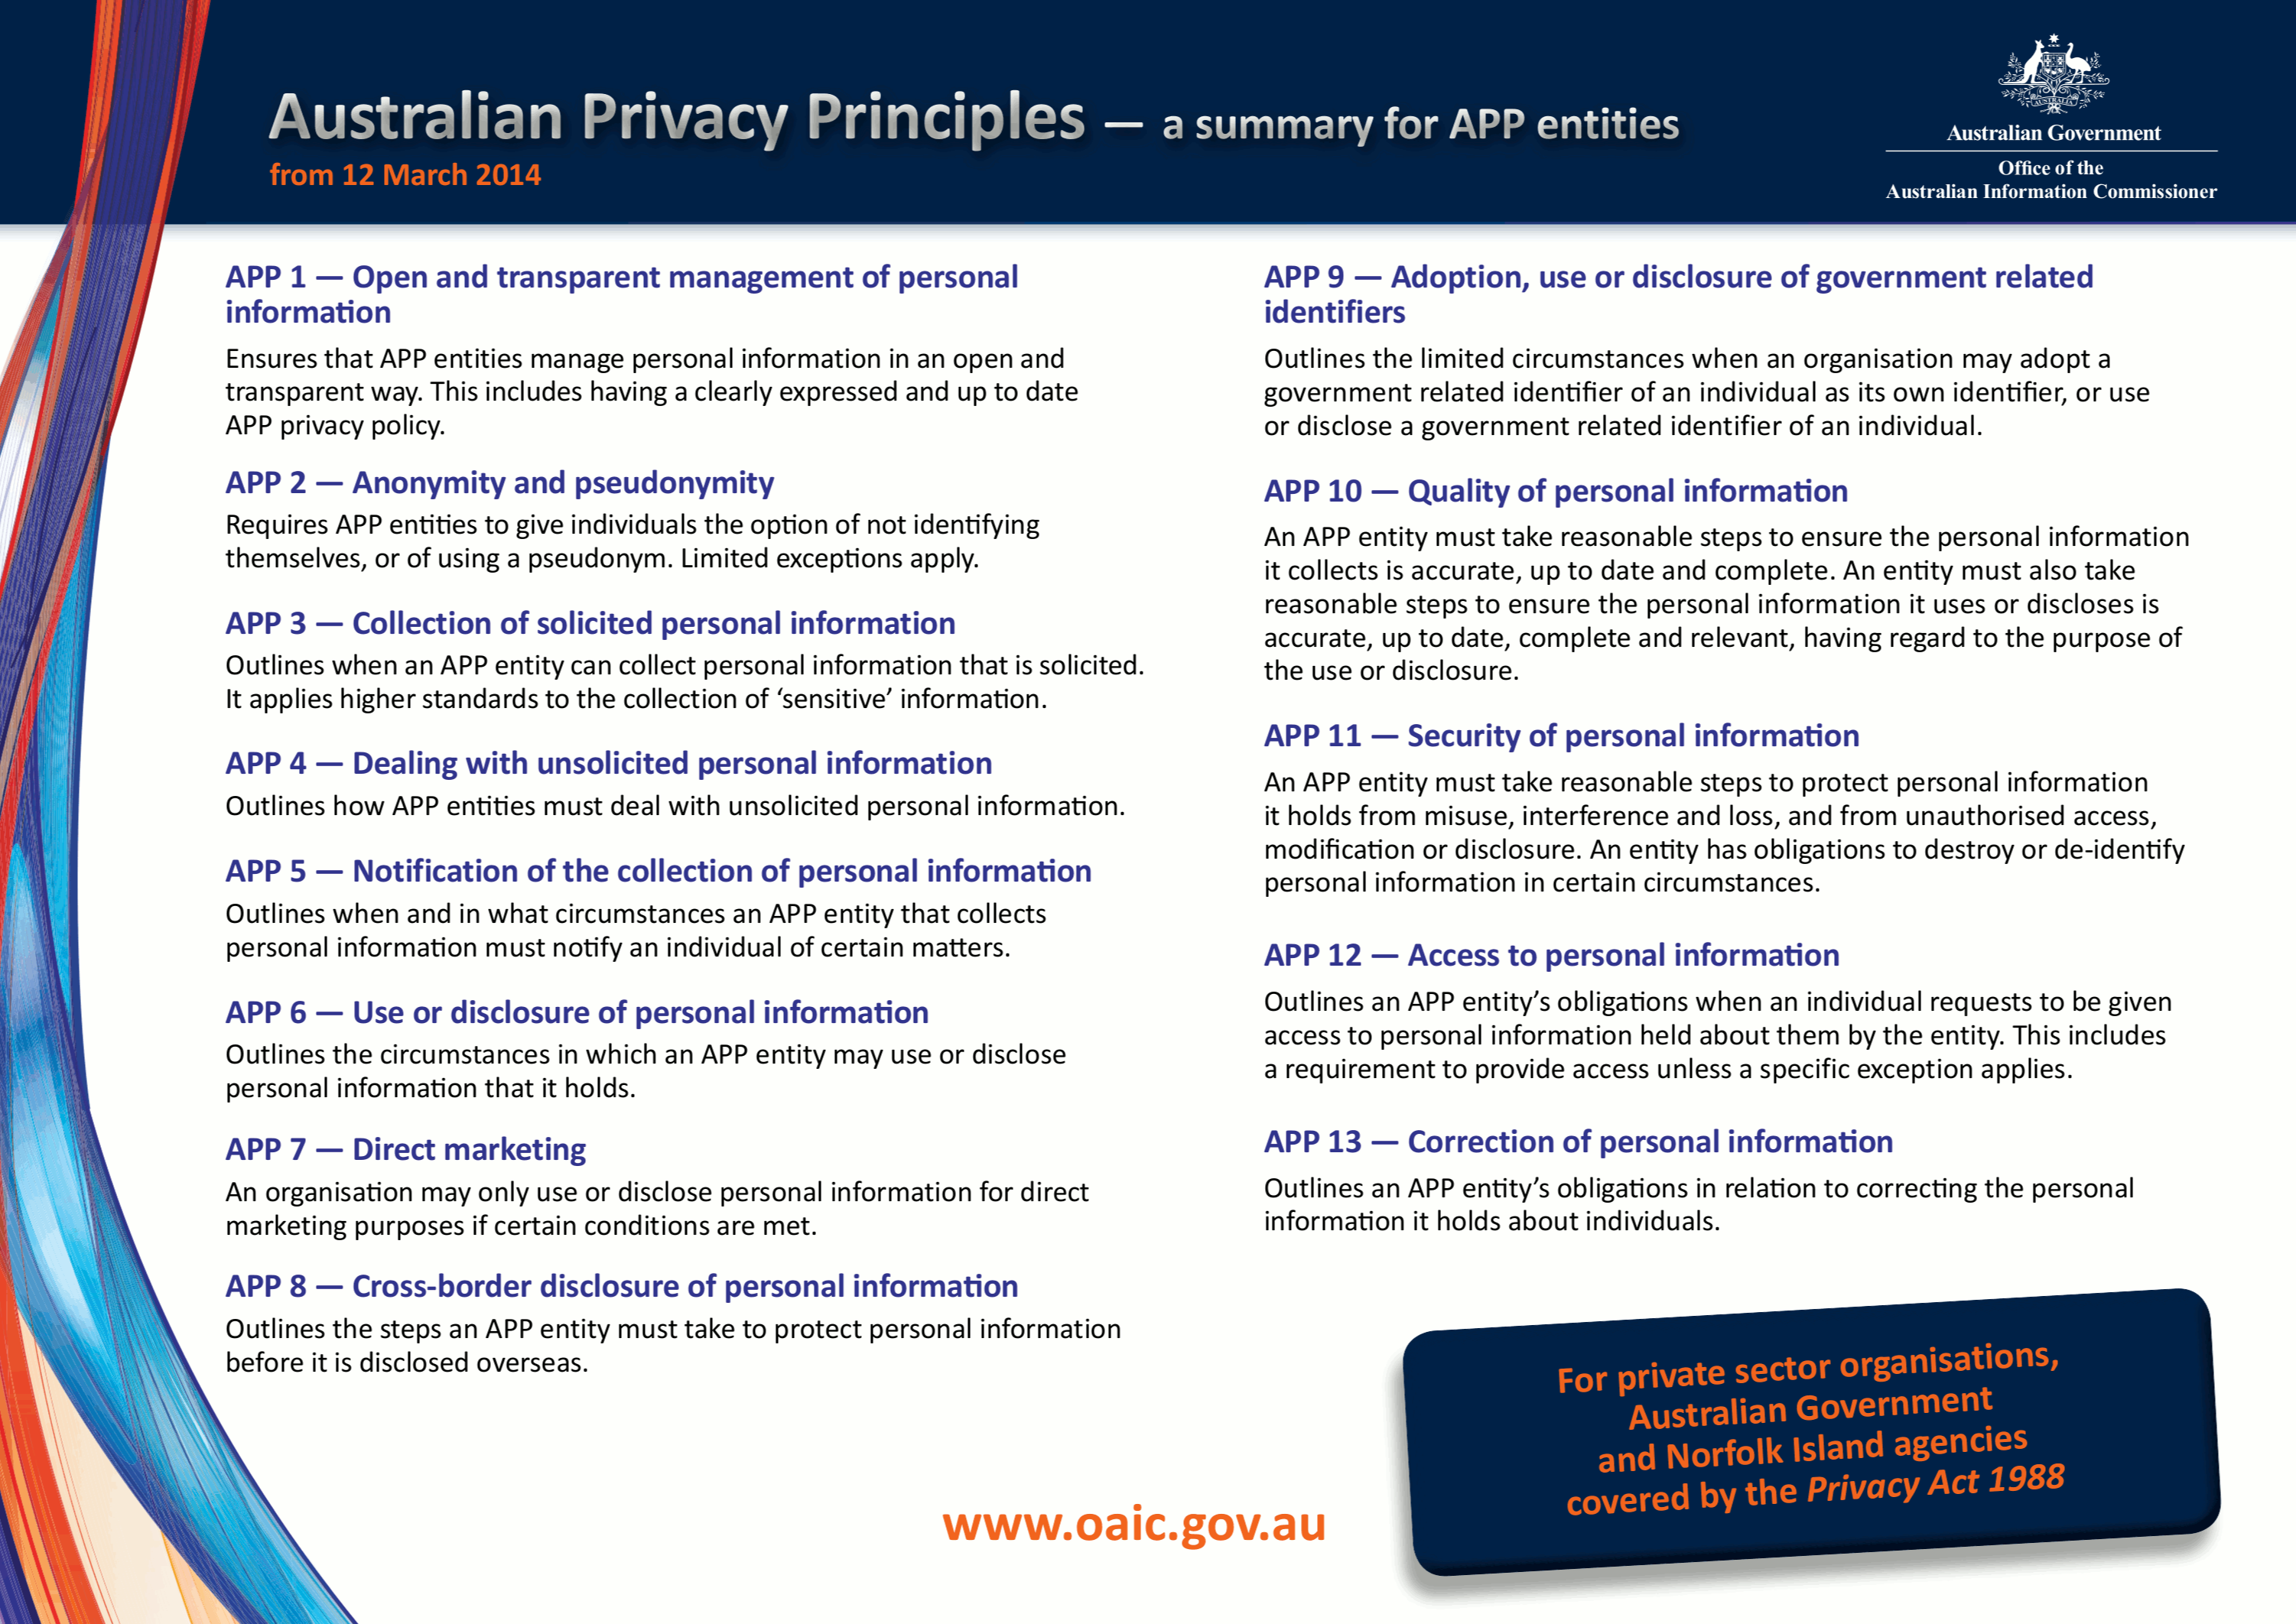 Australian Privacy Principles — a summary for APP entities
from 12 March 2014
AUSTRALIA
Australian Government
Office of the
Australian Information Commissioner
APP 1 — Open and transparent management of personal
information
Ensures that APP entities manage personal information in an open and
transparent way. This includes having a clearly expressed and up to date
APP privacy policy.
APP 2 — Anonymity and pseudonymity
Requires APP entities to give individuals the option of not identifying
themselves, or of using a pseudonym. Limited exceptions apply.
APP 3 — Collection of solicited personal information
Outlines when an APP entity can collect personal information that is solicited.
It applies higher standards to the collection of ‘sensitive’ information.
APP 4 — Dealing with unsolicited personal information
Outlines how APP entities must deal with unsolicited personal information.
APP 5 — Notification of the collection of personal information
Outlines when and in what circumstances an APP entity that collects
personal information must notify an individual of certain matters.
APP 6 — Use or disclosure of personal information
Outlines the circumstances in which an APP entity may use or disclose
personal information that it holds.
APP 7 — Direct marketing
An organisation may only use or disclose personal information for direct
marketing purposes if certain conditions are met.
APP 8 — Cross-border disclosure of personal information
Outlines the steps an APP entity must take to protect personal information
before it is disclosed overseas.
APP 9 — Adoption, use or disclosure of government related
identifiers
Outlines the limited circumstances when an organisation may adopt a
government related identifier of an individual as its own identifier, or use
or disclose a government related identifier of an individual.
APP 10 — Quality of personal information
An APP entity must take reasonable steps to ensure the personal information
it collects is accurate, up to date and complete. An entity must also take
reasonable steps to ensure the personal information it uses or discloses is
accurate, up to date, complete and relevant, having regard to the purpose of
the use or disclosure.
APP 11 — Security of personal information
An APP entity must take reasonable steps to protect personal information
it holds from misuse, interference and loss, and from unauthorised access,
modification or disclosure. An entity has obligations to destroy or de-identify
personal information in certain circumstances.
APP 12 — Access to personal information
Outlines an APP entity’s obligations when an individual requests to be given
access to personal information held about them by the entity. This includes
a requirement to provide access unless a specific exception applies.
APP 13 — Correction of personal information
Outlines an APP entity’s obligations in relation to correcting the personal
information it holds about individuals.
For private sector organisations,
Australian Government
and Norfolk Island agencies
covered by the Privacy Act 1988
www.oaic.gov.au